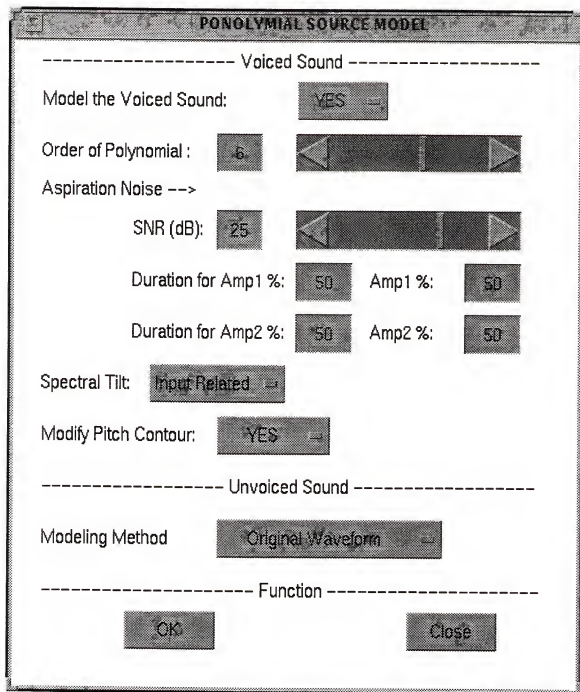 PONOLYMIAL SOURCE MODEL
------------------- Voiced Sound -------------------
Model the Voiced Sound: YES
Order of Polynomial : 6
Aspiration Noise -->
SNR (dB): 25
Duration for Amp1 %: 50 Amp1 %: 50
Duration for Amp2 %: 50 Amp2 %: 50
Spectral Tilt: Input Related
Modify Pitch Contour: YES
------------------ Unvoiced Sound ------------------
Modeling Method Original Waveform
--------------------- Function ---------------------
OK Close